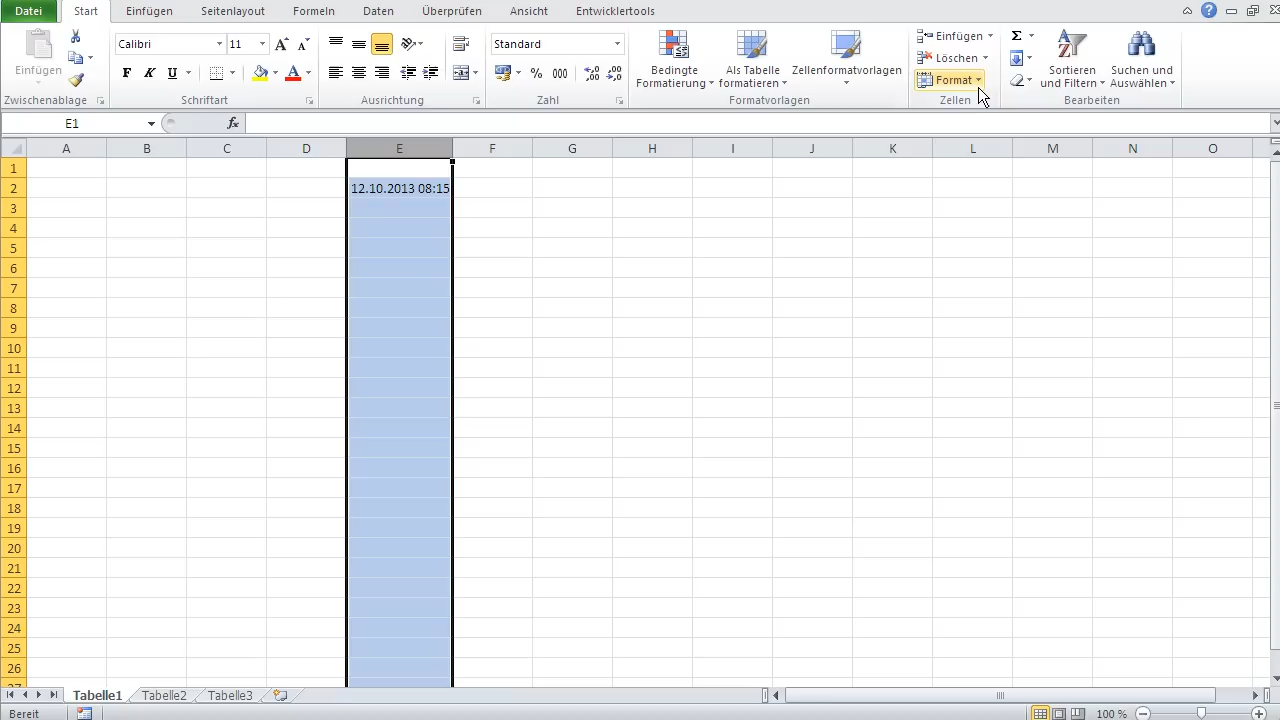 Datei Start Einfügen Seitenlayout Formeln Daten Überprüfen Ansicht Entwicklertools
Einfügen
Calibri 11
F K U
Standard
% 000
Bedingte Formatierung
Als Tabelle formatieren
Zellenformatvorlagen
Einfügen
Löschen
Format
Σ
Sortieren und Filtern
Suchen und Auswählen
Zwischenablage Schriftart Ausrichtung Zahl Formatvorlagen Zellen Bearbeiten
E1 fx
A B C D E F G H I J K L M N O
1
2 12.10.2013 08:15
3
4
5
6
7
8
9
10
11
12
13
14
15
16
17
18
19
20
21
22
23
24
25
26
27
Tabelle1 Tabelle2 Tabelle3
Bereit 100 %